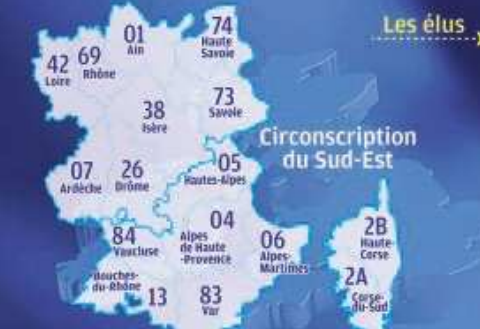 Les élus
01
Ain
74
Haute
Savoie
42
Loire
69
Rhône
38
Isère
73
Savoie
Circonscription
du Sud-Est
07
Ardèche
26
Drôme
05
Hautes-Alpes
84
Vaucluse
04
Alpes
de Haute
-Provence
06
Alpes-
Martimes
2B
Haute-
Corse
2A
Corse-
du-Sud
Bouches-
du-Rhône
13
83
Var